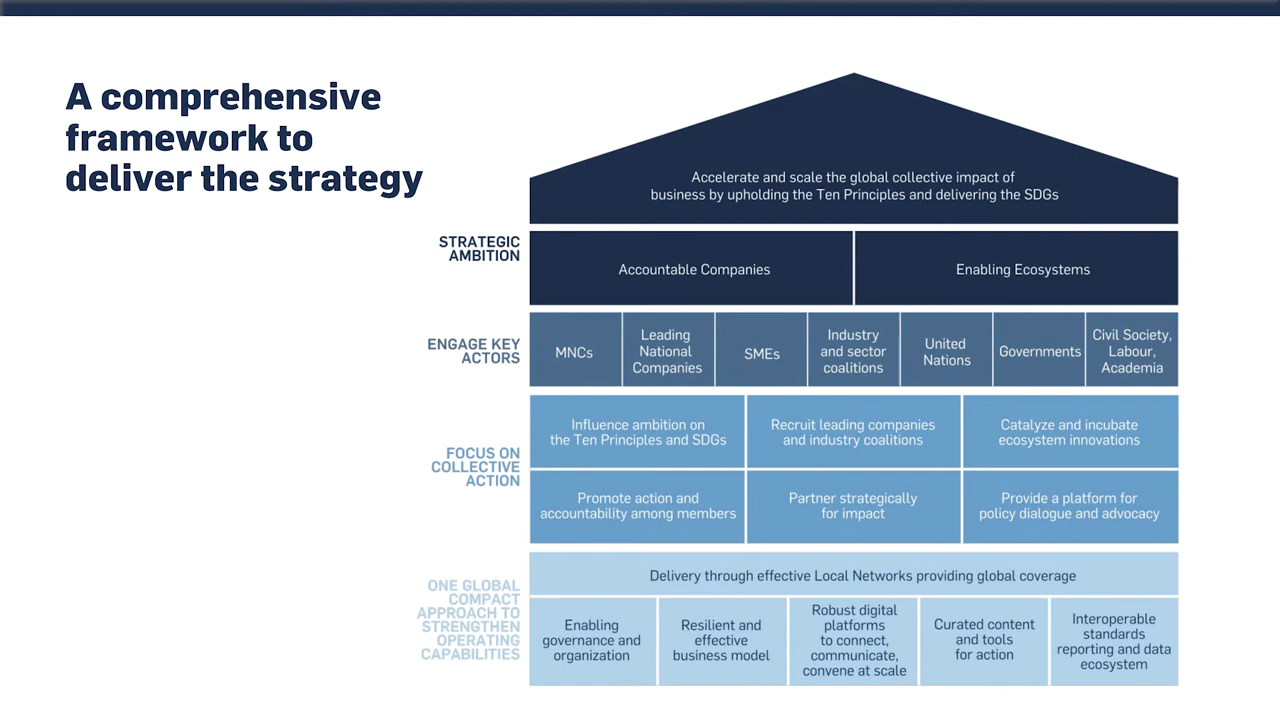 A comprehensive
framework to
deliver the strategy
Accelerate and scale the global collective impact of
business by upholding the Ten Principles and delivering the SDGs
STRATEGIC
AMBITION
Accountable Companies
Enabling Ecosystems
ENGAGE KEY
ACTORS
MNCs
Leading
National
Companies
SMEs
Industry
and sector
coalitions
United
Nations
Governments
Civil Society,
Labour,
Academia
FOCUS ON
COLLECTIVE
ACTION
Influence ambition on
the Ten Principles and SDGs
Recruit leading companies
and industry coalitions
Catalyze and incubate
ecosystem innovations
Promote action and
accountability among members
Partner strategically
for impact
Provide a platform for
policy dialogue and advocacy
ONE GLOBAL
COMPACT
APPROACH TO
STRENGTHEN
OPERATING
CAPABILITIES
Delivery through effective Local Networks providing global coverage
Enabling
governance and
organization
Resilient and
effective
business model
Robust digital
platforms
to connect,
communicate,
convene at scale
Curated content
and tools
for action
Interoperable
standards
reporting and data
ecosystem